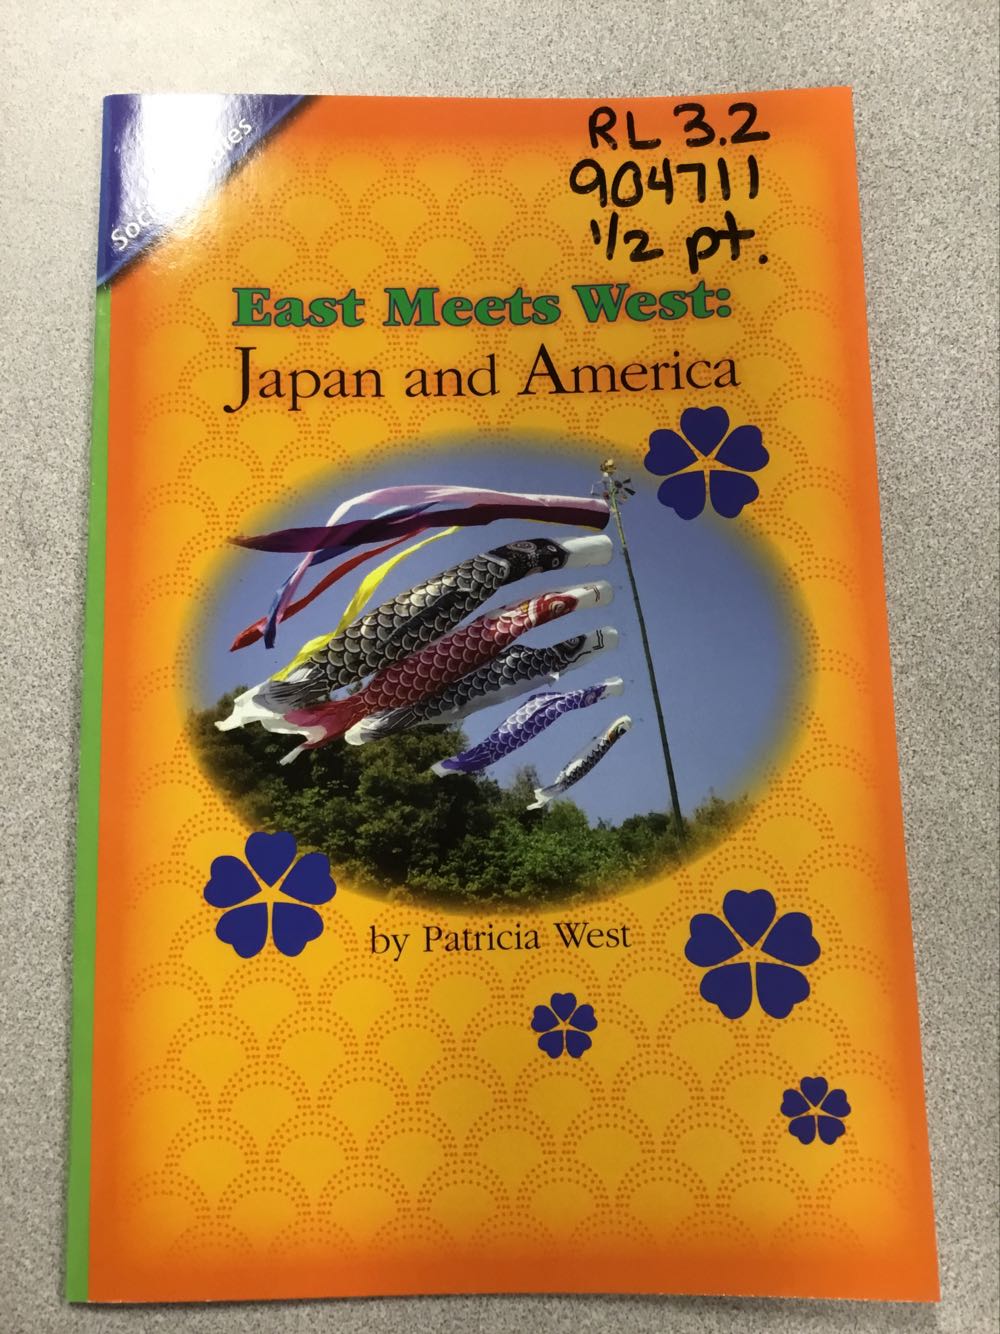 RL 3.2
904711
1/2 pt.
East Meets West:
Japan and America
by Patricia West